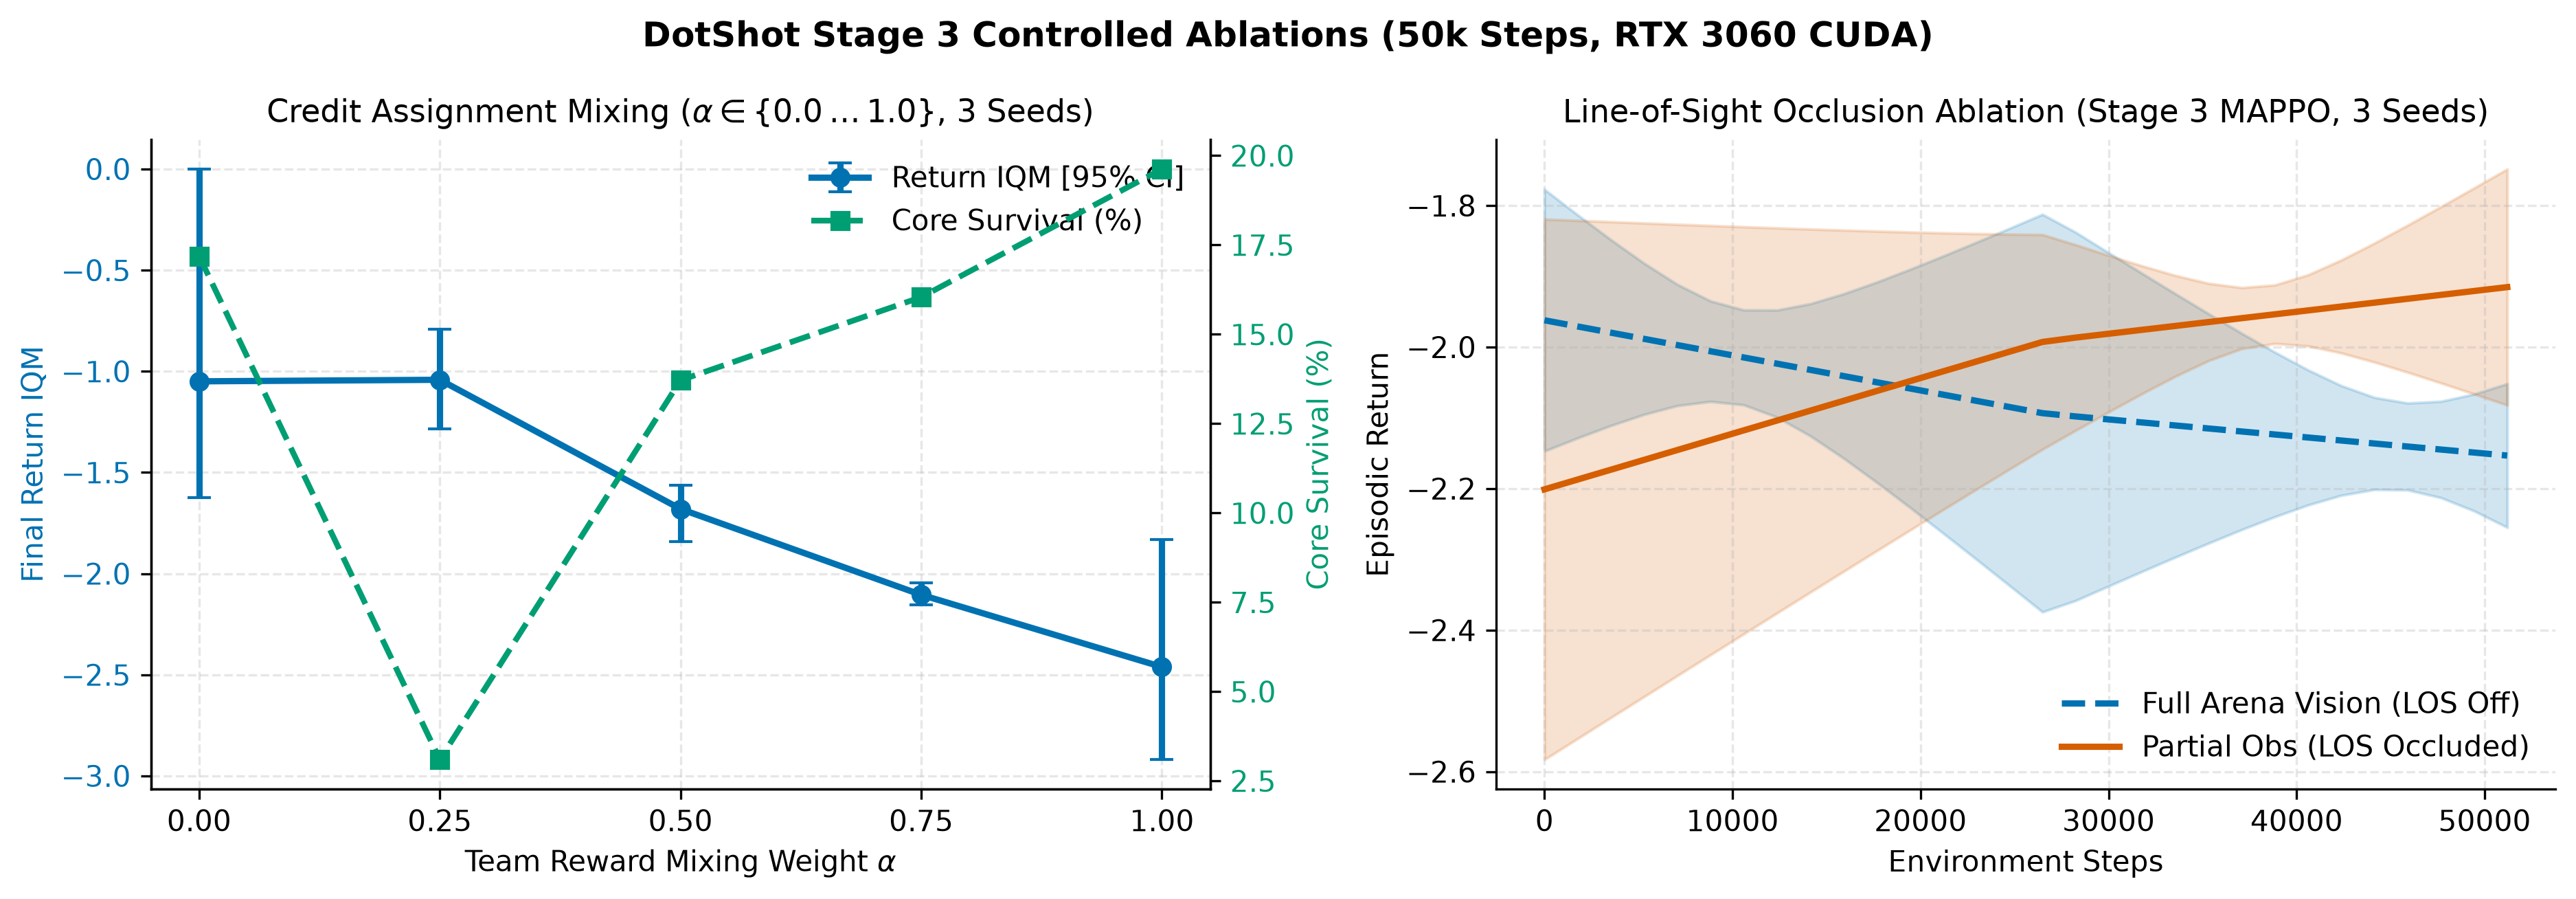 DotShot Stage 3 Controlled Ablations (50k Steps, RTX 3060 CUDA)
Credit Assignment Mixing (α ∈ {0.0 … 1.0}, 3 Seeds)
Final Return IQM
0.0
−0.5
−1.0
−1.5
−2.0
−2.5
−3.0
Return IQM [95% CI]
Core Survival (%)
20.0
17.5
15.0
12.5
10.0
7.5
5.0
2.5
Core Survival (%)
0.00 0.25 0.50 0.75 1.00
Team Reward Mixing Weight α
Line-of-Sight Occlusion Ablation (Stage 3 MAPPO, 3 Seeds)
Episodic Return
−1.8
−2.0
−2.2
−2.4
−2.6
Full Arena Vision (LOS Off)
Partial Obs (LOS Occluded)
0 10000 20000 30000 40000 50000
Environment Steps